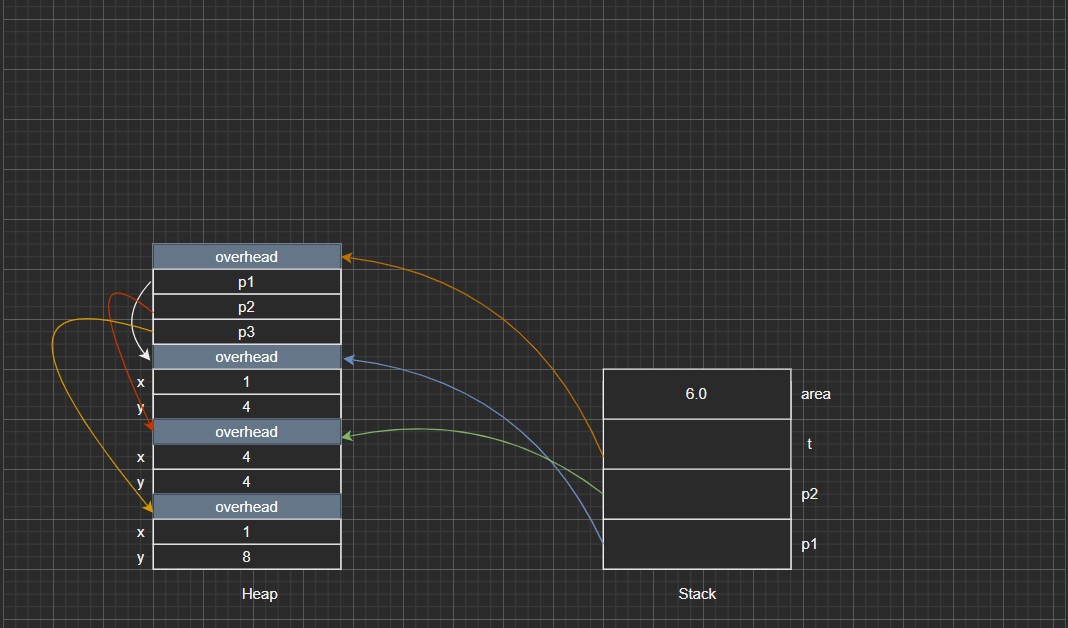 overhead
p1
p2
p3
overhead
x 1
y 4
overhead
x 4
y 4
overhead
x 1
y 8
Heap
6.0 area
t
p2
p1
Stack